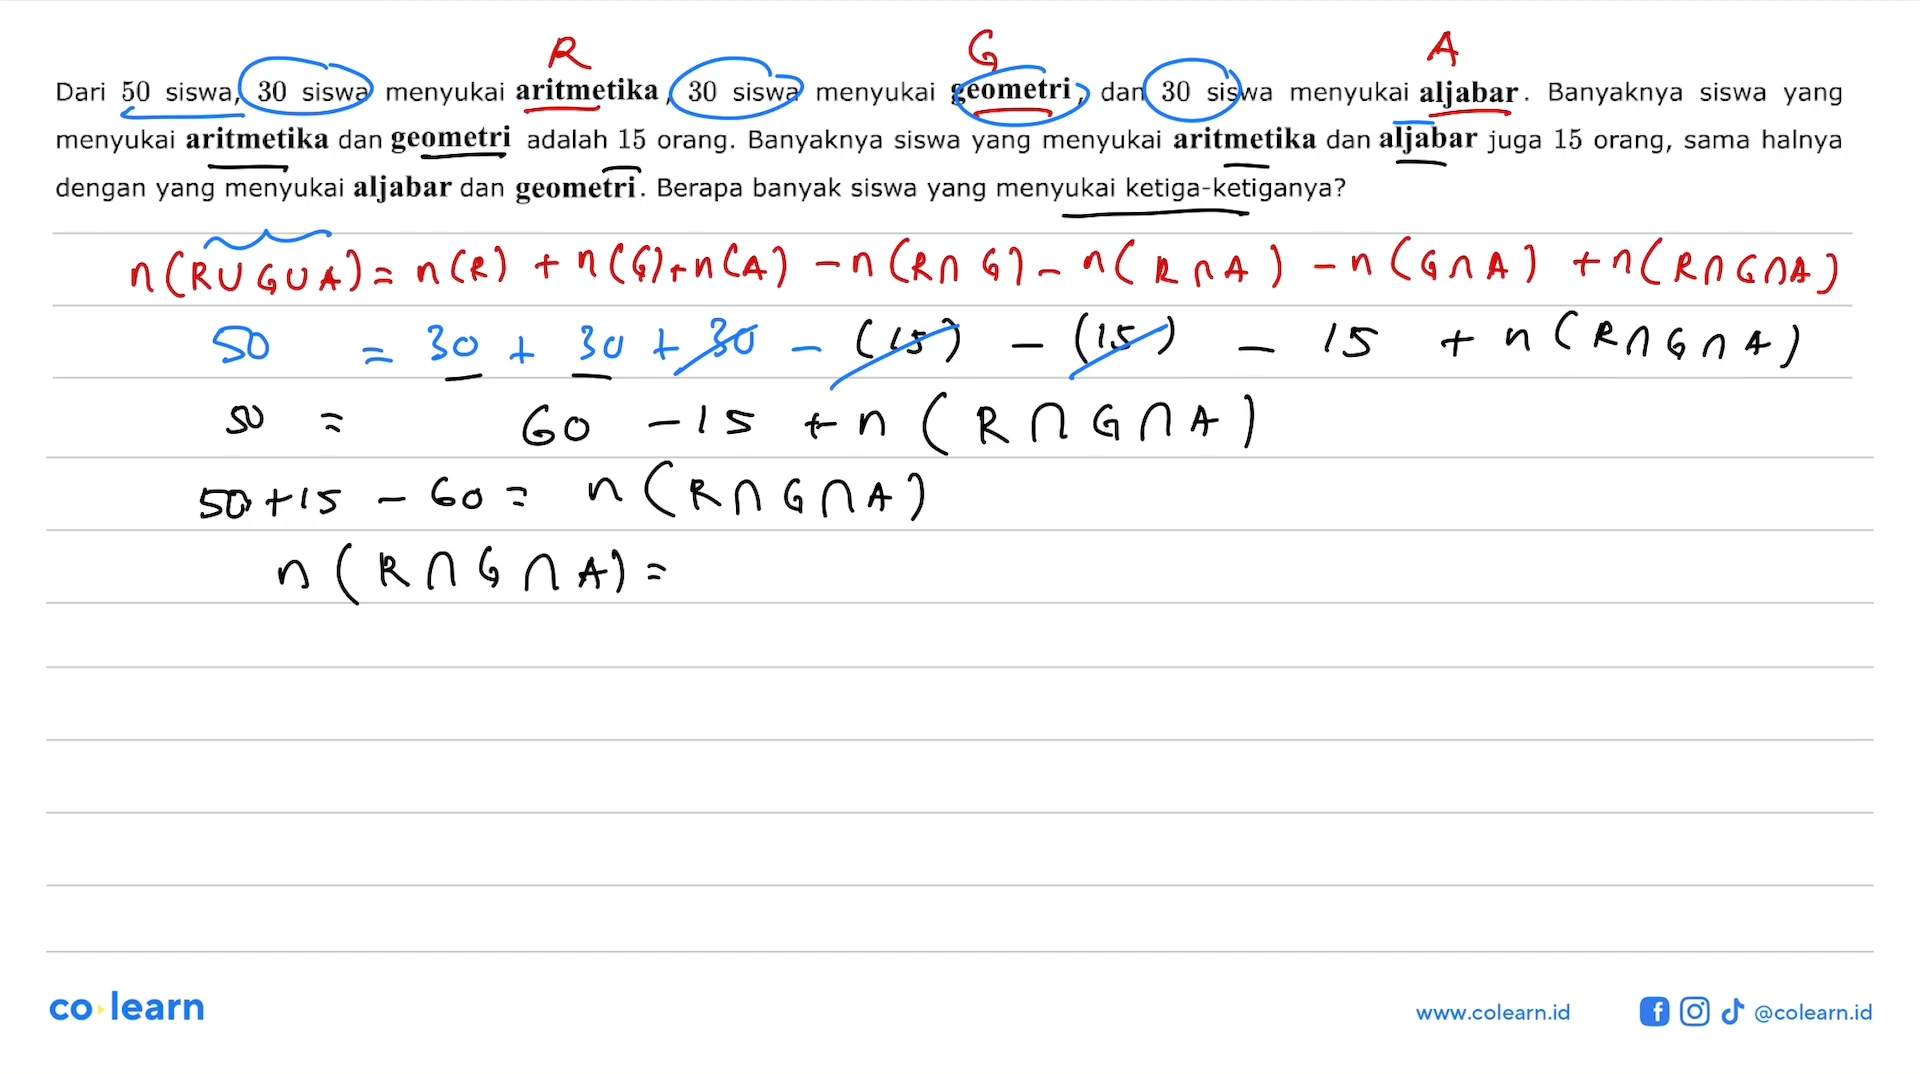 R G A
Dari 50 siswa, 30 siswa menyukai aritmetika, 30 siswa menyukai geometri, dan 30 siswa menyukai aljabar. Banyaknya siswa yang
menyukai aritmetika dan geometri adalah 15 orang. Banyaknya siswa yang menyukai aritmetika dan aljabar juga 15 orang, sama halnya
dengan yang menyukai aljabar dan geometri. Berapa banyak siswa yang menyukai ketiga-ketiganya?
n(R∪G∪A) = n(R) + n(G) + n(A) - n(R∩G) - n(R∩A) - n(G∩A) + n(R∩G∩A)
50 = 30 + 30 + 30 - (15) - (15) - 15 + n(R∩G∩A)
50 = 60 - 15 + n(R∩G∩A)
50 + 15 - 60 = n(R∩G∩A)
n(R∩G∩A) =
co learn
www.colearn.id @colearn.id